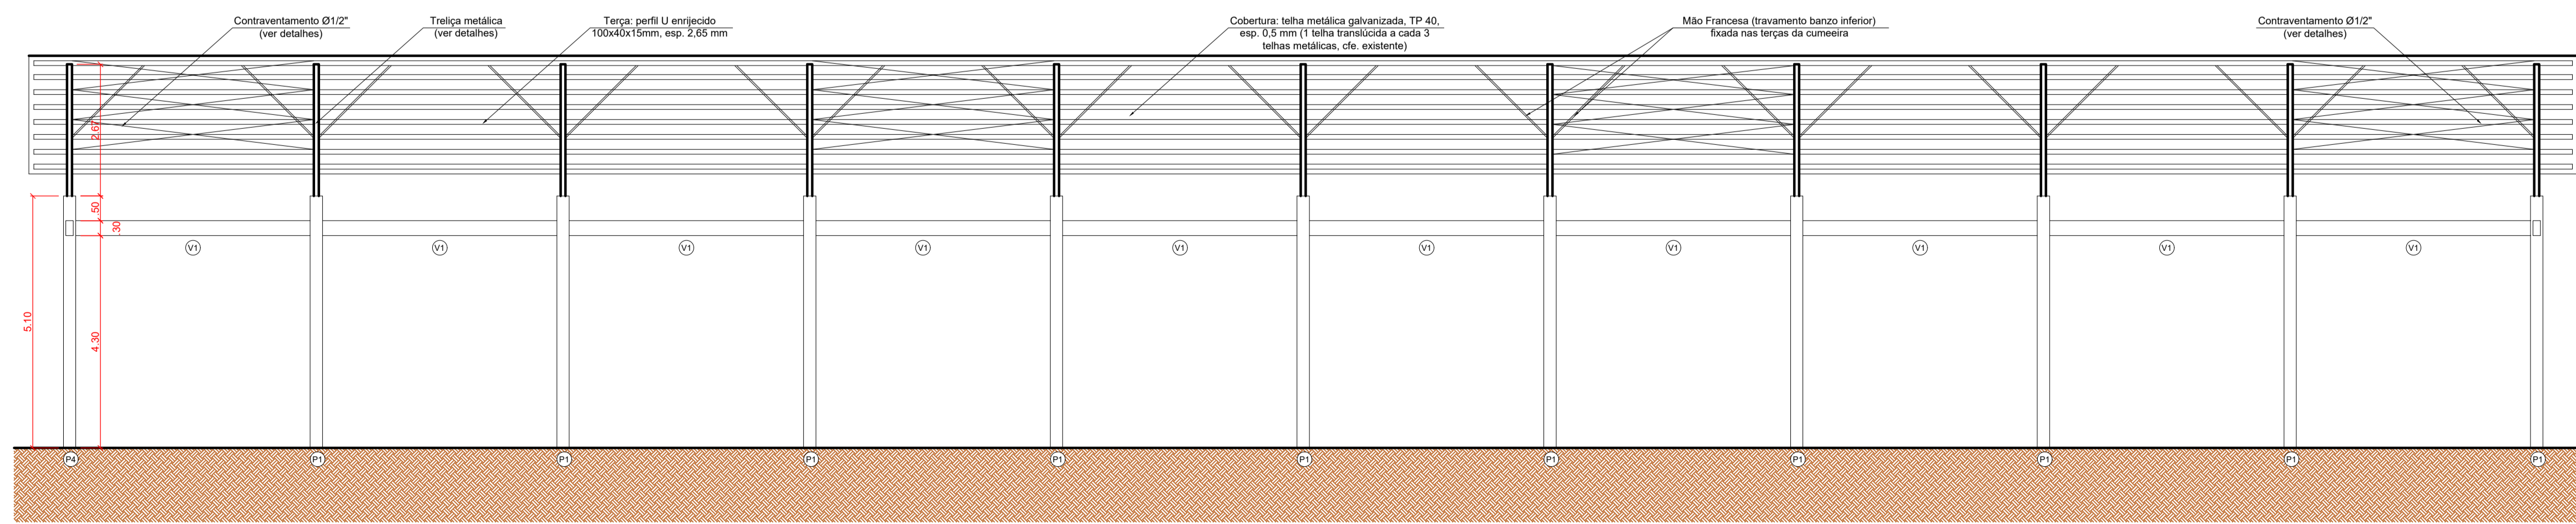 Contraventamento Ø1/2"
(ver detalhes)
Treliça metálica
(ver detalhes)
Terça: perfil U enrijecido
100x40x15mm, esp. 2,65 mm
Cobertura: telha metálica galvanizada, TP 40,
esp. 0,5 mm (1 telha translúcida a cada 3
telhas metálicas, cfe. existente)
Mão Francesa (travamento banzo inferior)
fixada nas terças da cumeeira
Contraventamento Ø1/2"
(ver detalhes)
2.67
.50
.30
5.10
4.30
V1
V1
V1
V1
V1
V1
V1
V1
V1
V1
P4
P1
P1
P1
P1
P1
P1
P1
P1
P1
P1